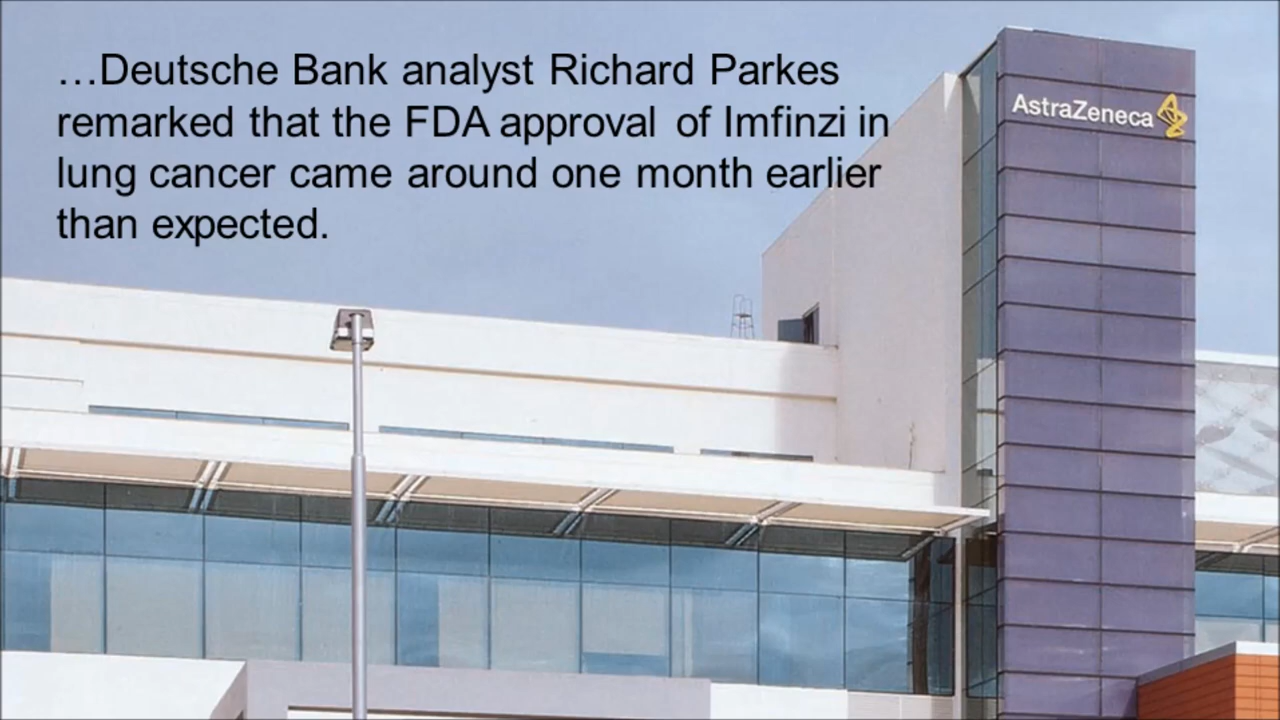 …Deutsche Bank analyst Richard Parkes
remarked that the FDA approval of Imfinzi in
lung cancer came around one month earlier
than expected.
AstraZeneca